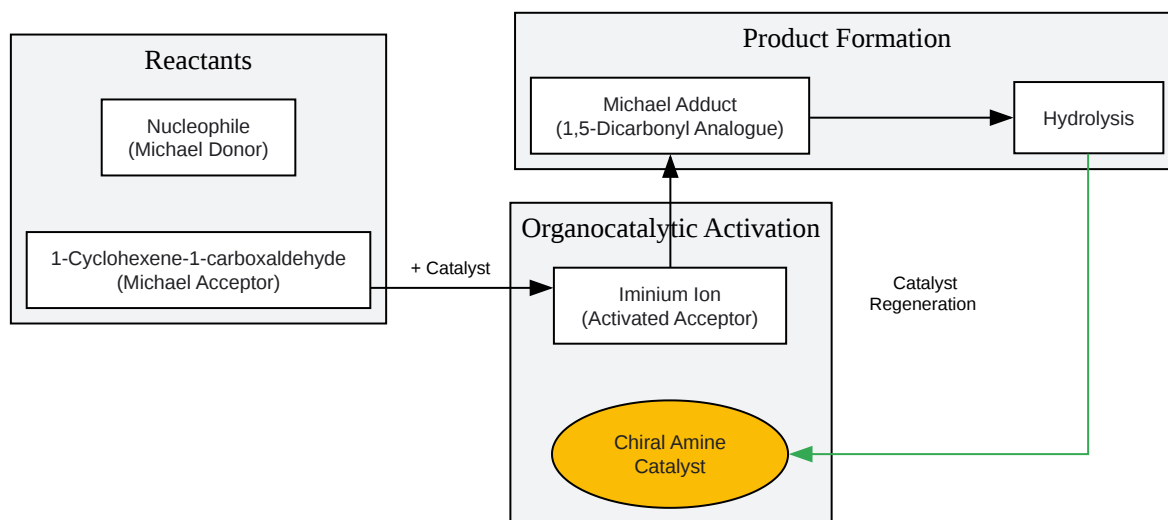 Reactants
Nucleophile
(Michael Donor)
1-Cyclohexene-1-carboxaldehyde
(Michael Acceptor)
+ Catalyst
Organocatalytic Activation
Iminium Ion
(Activated Acceptor)
Chiral Amine
Catalyst
Product Formation
Michael Adduct
(1,5-Dicarbonyl Analogue)
Hydrolysis
Catalyst
Regeneration